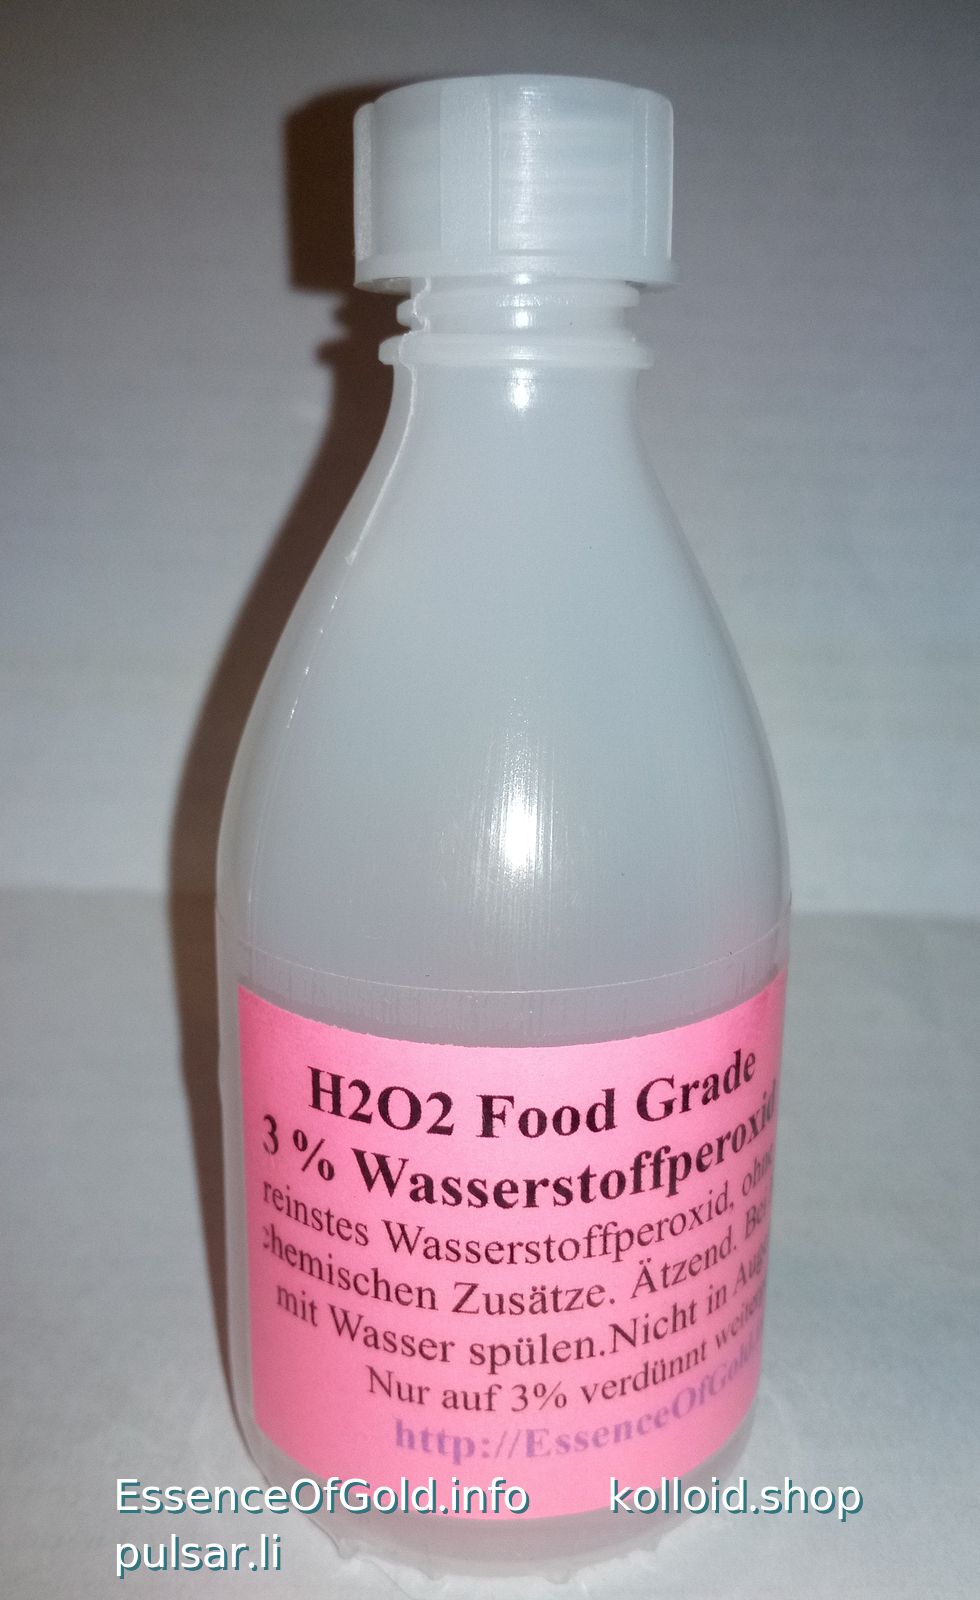 H2O2 Food Grade
3 % Wasserstoffperoxid
reinstes Wasserstoffperoxid, ohne
chemischen Zusätze. Ätzend. Bei
mit Wasser spülen.Nicht in
Nur auf 3% verdünnt
http://EssenceOfGold
EssenceOfGold.info kolloid.shop
pulsar.li